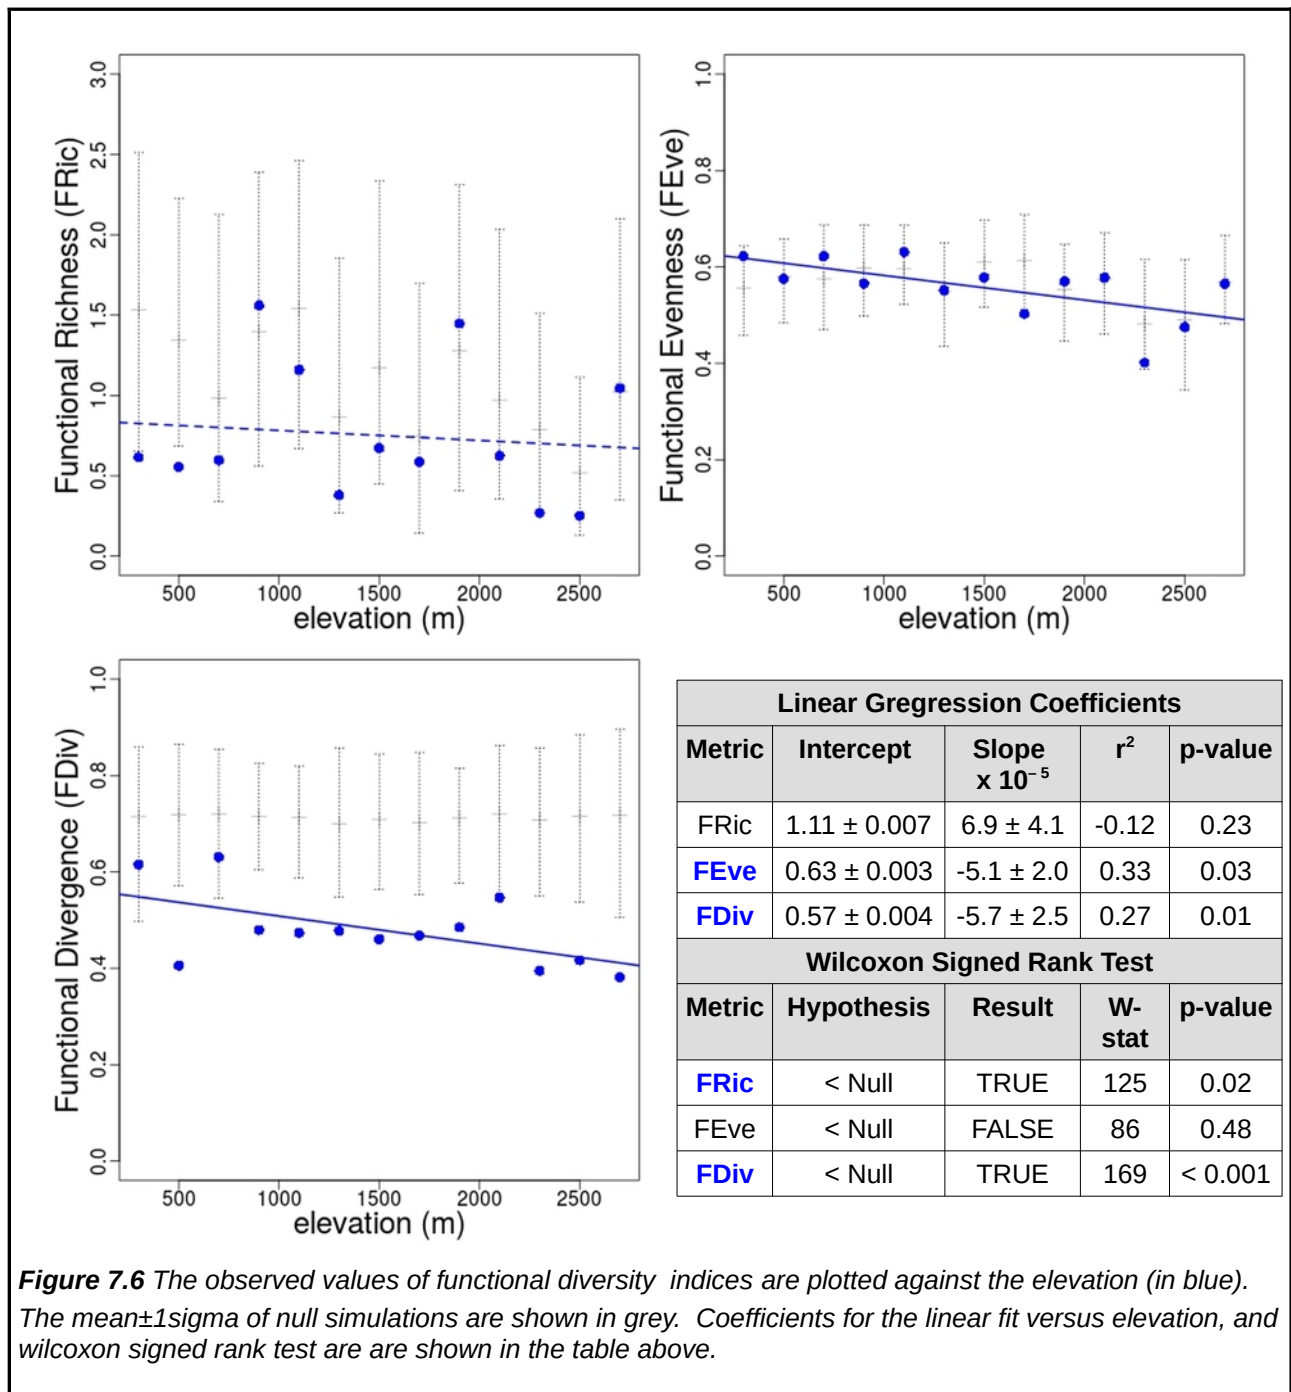 Functional Richness (FRic)
3.0
2.5
2.0
1.5
1.0
0.5
0.0
500 1000 1500 2000 2500
elevation (m)
Functional Evenness (FEve)
1.0
0.8
0.6
0.4
0.2
0.0
500 1000 1500 2000 2500
elevation (m)
Functional Divergence (FDiv)
1.0
0.8
0.6
0.4
0.2
0.0
500 1000 1500 2000 2500
elevation (m)
Linear Gregression Coefficients
Metric Intercept Slope r² p-value
x 10⁻⁵
FRic 1.11 ± 0.007 6.9 ± 4.1 -0.12 0.23
FEve 0.63 ± 0.003 -5.1 ± 2.0 0.33 0.03
FDiv 0.57 ± 0.004 -5.7 ± 2.5 0.27 0.01
Wilcoxon Signed Rank Test
Metric Hypothesis Result W- p-value
stat
FRic < Null TRUE 125 0.02
FEve < Null FALSE 86 0.48
FDiv < Null TRUE 169 < 0.001
Figure 7.6 The observed values of functional diversity indices are plotted against the elevation (in blue).
The mean±1sigma of null simulations are shown in grey. Coefficients for the linear fit versus elevation, and
wilcoxon signed rank test are are shown in the table above.